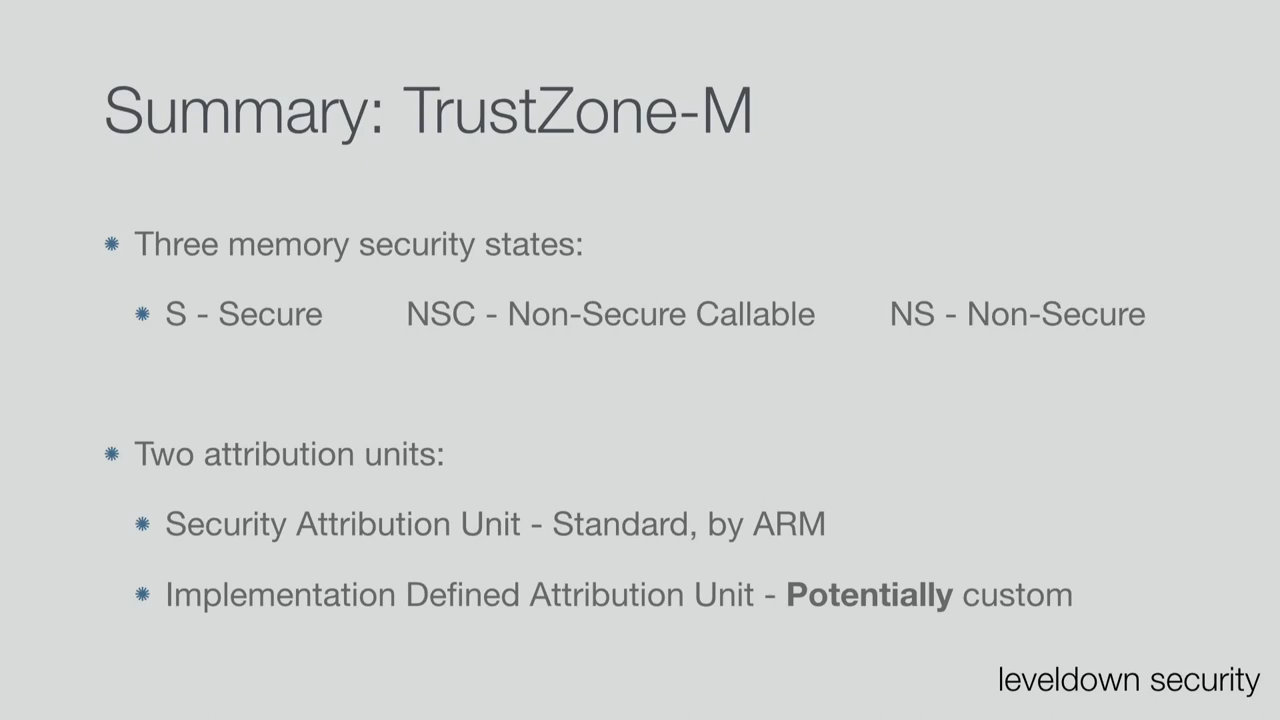 Summary: TrustZone-M
Three memory security states:
S - Secure NSC - Non-Secure Callable NS - Non-Secure
Two attribution units:
Security Attribution Unit - Standard, by ARM
Implementation Defined Attribution Unit - Potentially custom
leveldown security